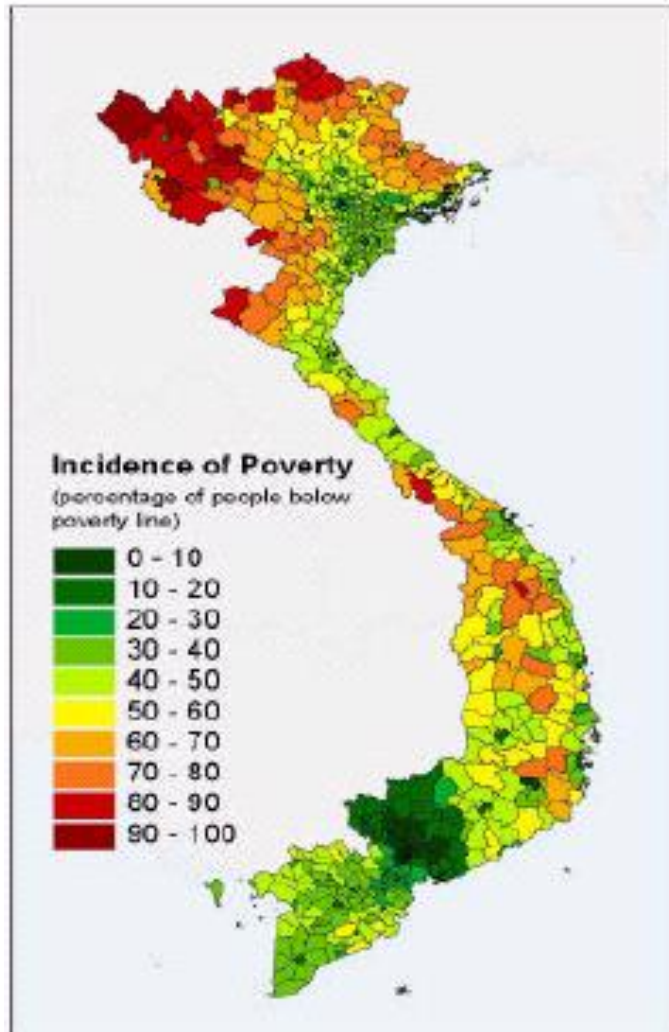 Incidence of Poverty
(percentage of people below
poverty line)
0 - 10
10 - 20
20 - 30
30 - 40
40 - 50
50 - 60
60 - 70
70 - 80
80 - 90
90 - 100